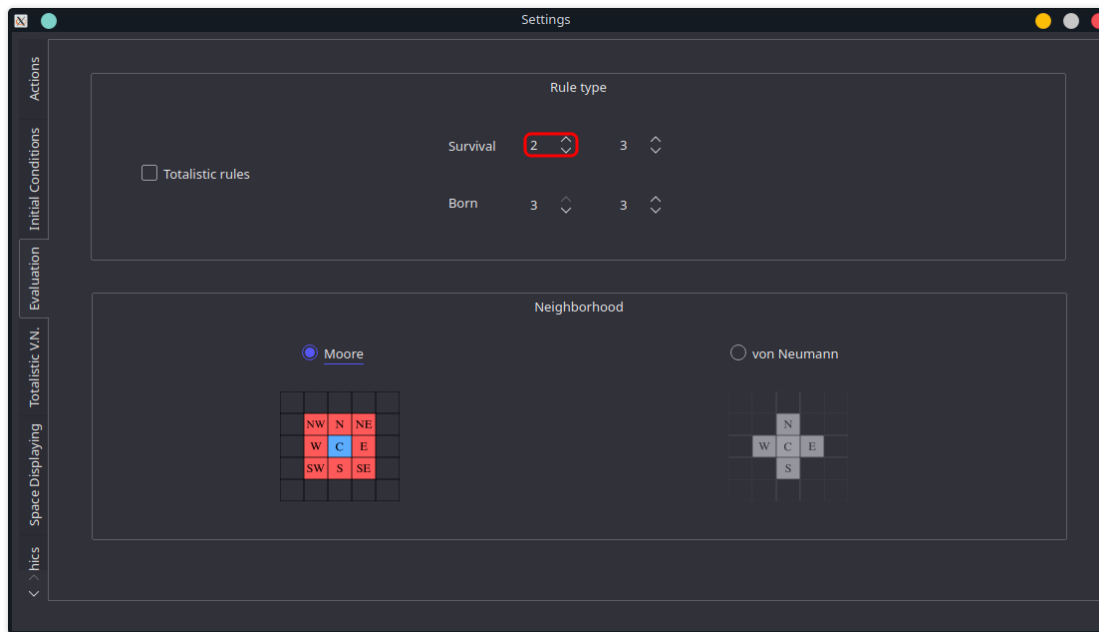 Settings
Actions
Initial Conditions
Evaluation
Totalistic V.N.
Space Displaying
hics
Rule type
Totalistic rules
Survival 2 3
Born 3 3
Neighborhood
Moore
NW N NE
W C E
SW S SE
von Neumann
N
W C E
S